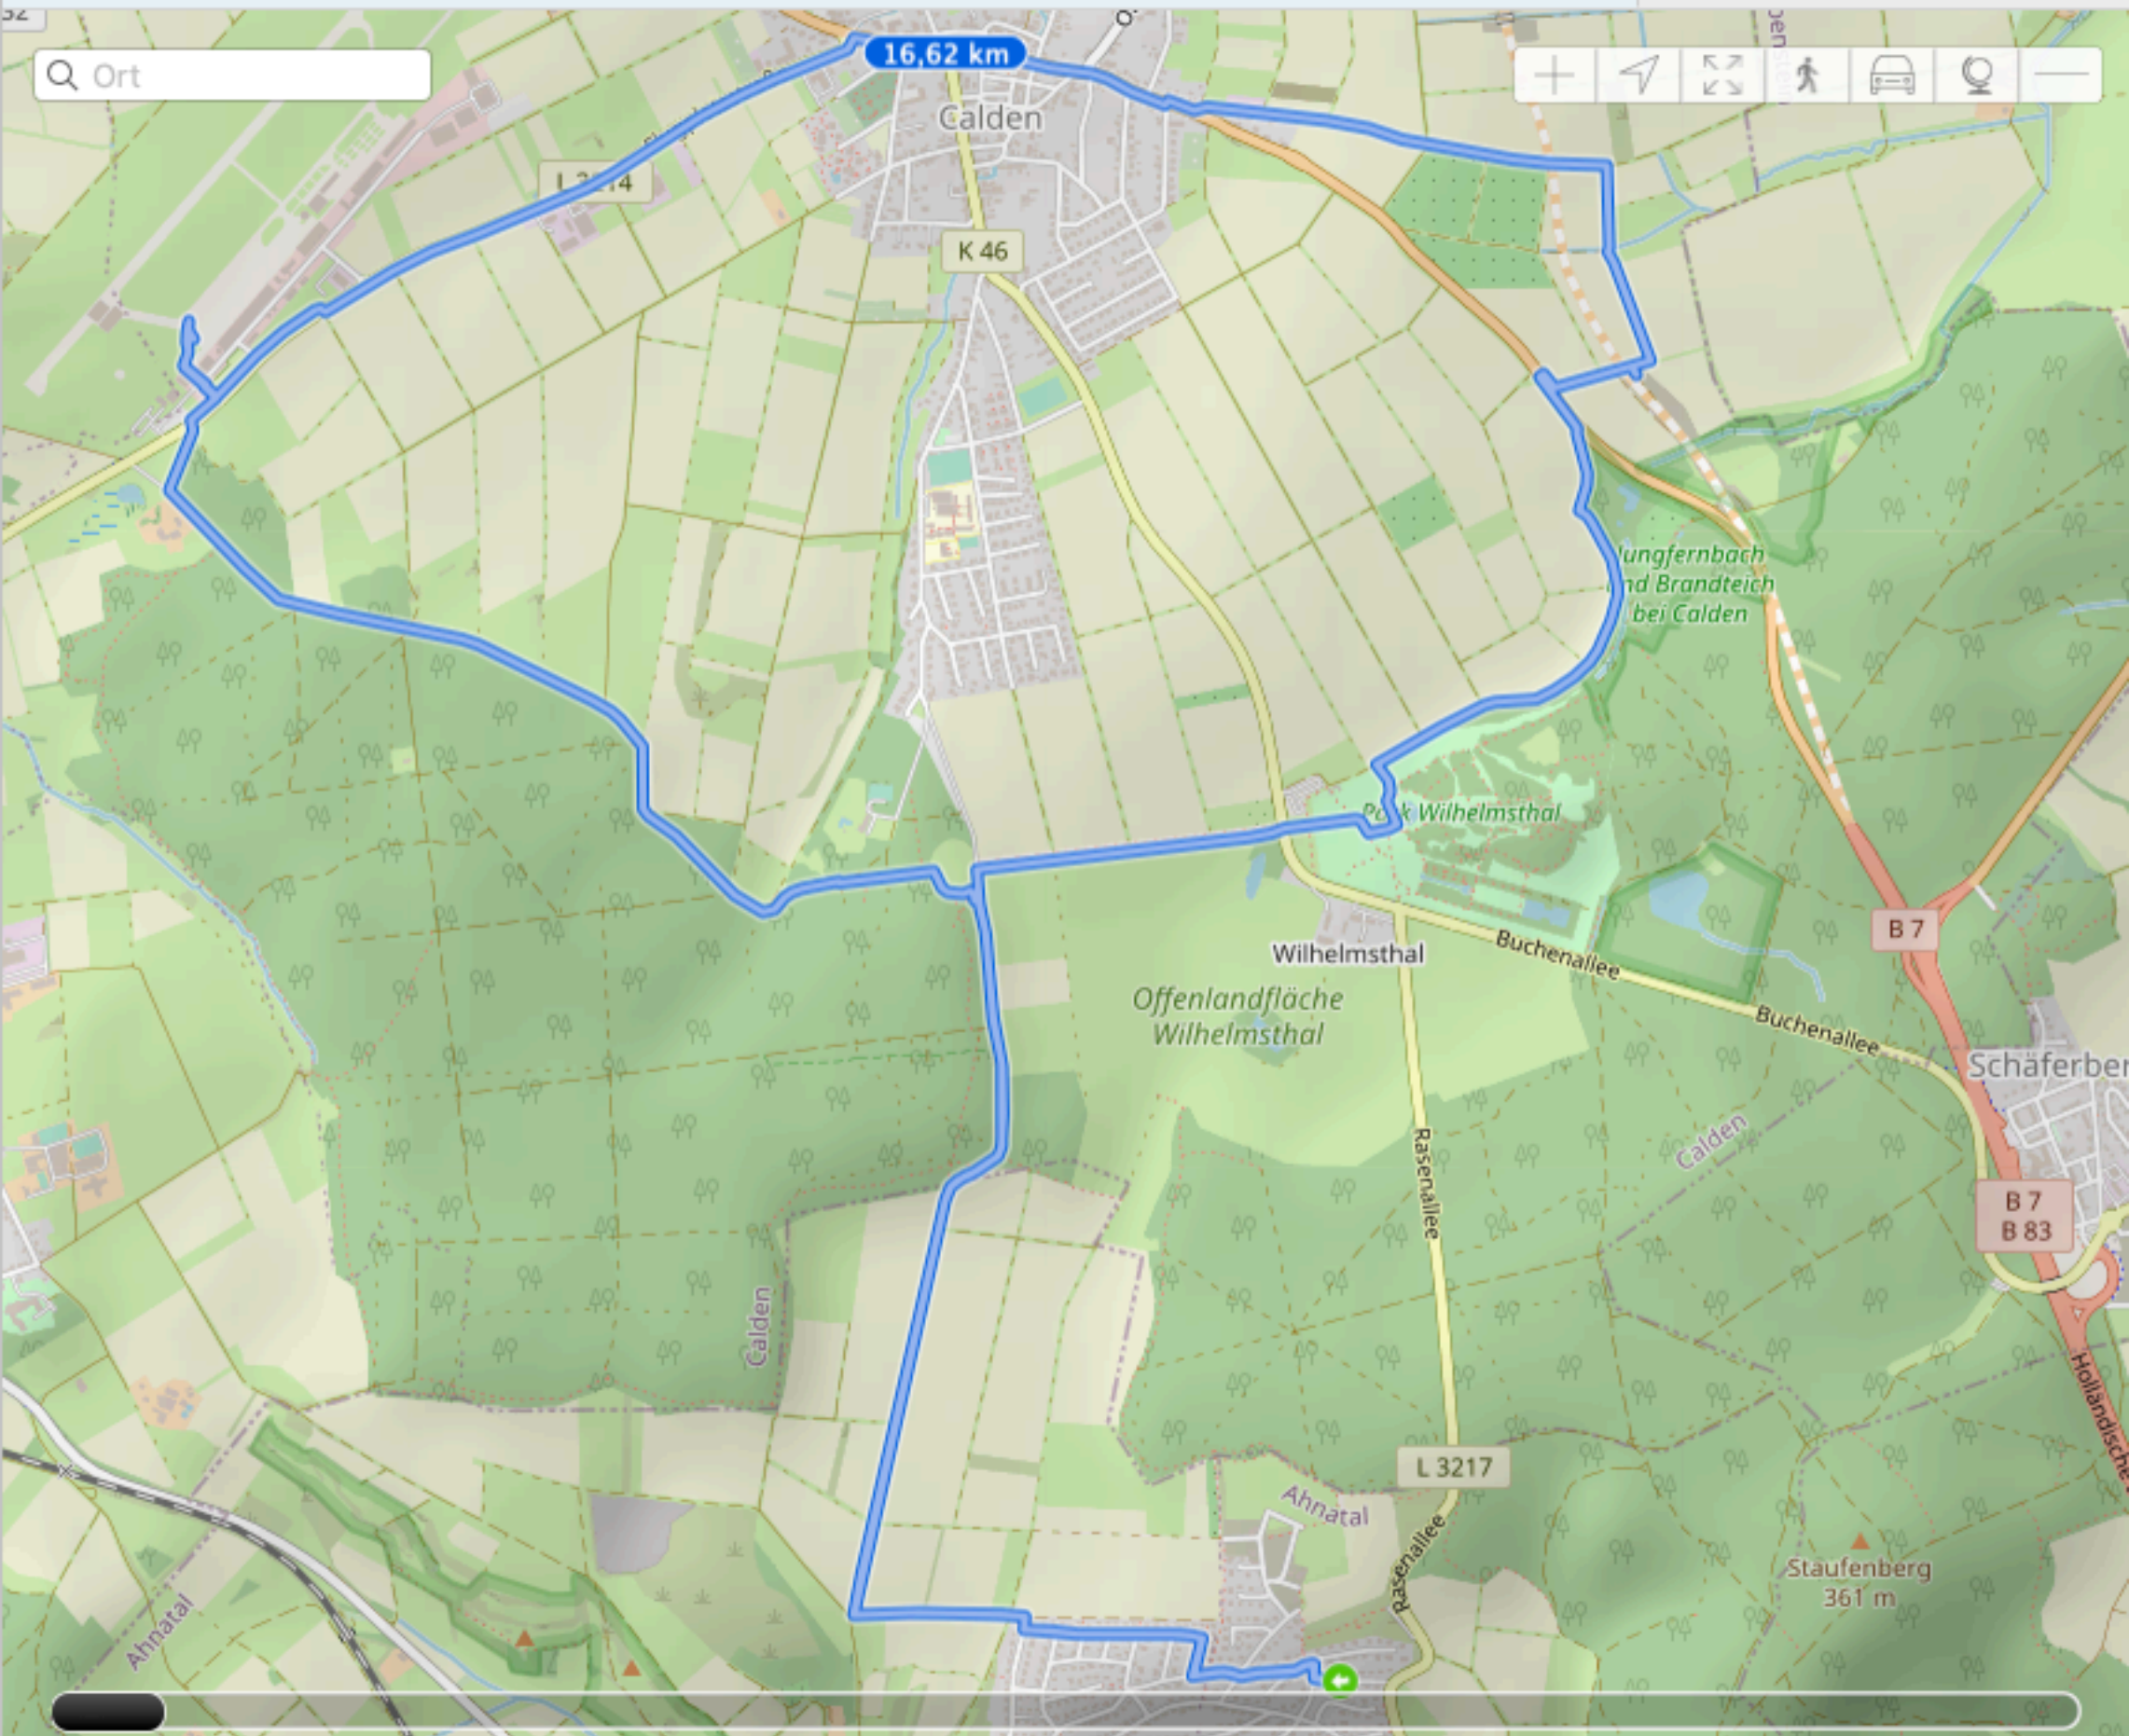 Ort
16,62 km
Calden
K 46
Jungfernbach
und Brandteich
bei Calden
Park Wilhelmsthal
B 7
Wilhelmsthal
Buchenallee
Buchenallee
Offenlandfläche
Wilhelmsthal
Schäferber
Rasenallee
Calden
B 7
B 83
Calden
Holländische
L 3217
Ahnatal
Rasenallee
Staufenberg
361 m
Ahnatal